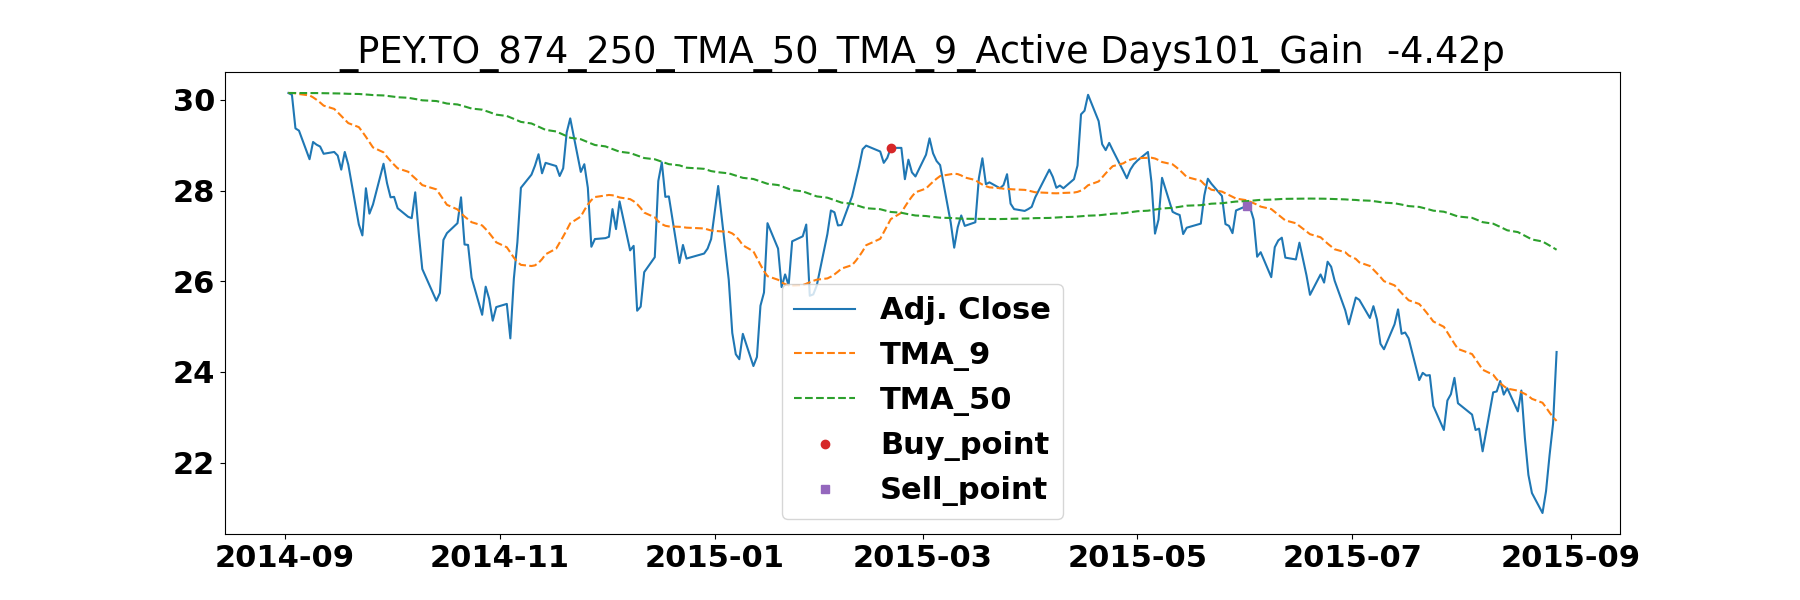 _PEY.TO_874_250_TMA_50_TMA_9_Active Days101_Gain  -4.42p
30
28
26
24
22
Adj. Close
TMA_9
TMA_50
Buy_point
Sell_point
2014-09 2014-11 2015-01 2015-03 2015-05 2015-07 2015-09